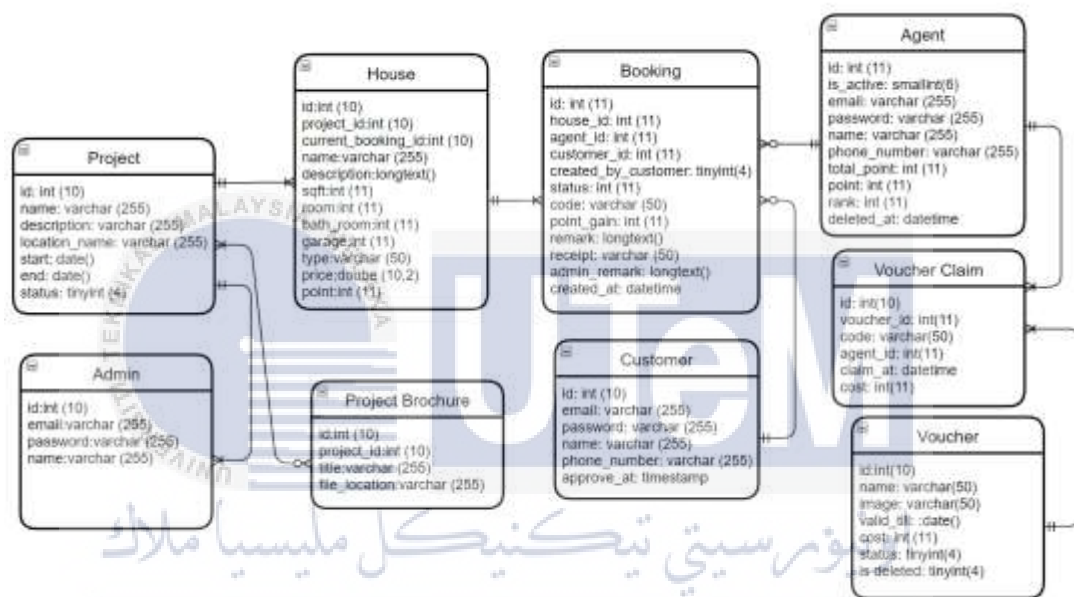 Project
id: int (10)
name: varchar (255)
description: varchar (255)
location_name: varchar (255)
start: date()
end: date()
status: tinyint (4)
Admin
id:int (10)
email:varchar (255)
password:varchar (255)
name:varchar (255)
House
id:int (10)
project_id:int (10)
current_booking_id:int (10)
name:varchar (255)
description:longtext()
sqft:int (11)
room:int (11)
bath_room:int (11)
garage:int (11)
type:varchar (50)
price:double (10,2)
point:int (11)
Project Brochure
id:int (10)
project_id:int (10)
title:varchar (255)
file_location:varchar (255)
Booking
id: int (11)
house_id: int (11)
agent_id: int (11)
customer_id: int (11)
created_by_customer: tinyint(4)
status: int (11)
code: varchar (50)
point_gain: int (11)
remark: longtext()
receipt: varchar (50)
admin_remark: longtext()
created_at: datetime
Customer
id: int (10)
email: varchar (255)
password: varchar (255)
name: varchar (255)
phone_number: varchar (255)
approve_at: timestamp
Agent
id: int (11)
is_active: smallint(6)
email: varchar (255)
password: varchar (255)
name: varchar (255)
phone_number: varchar (255)
total_point: int (11)
point: int (11)
rank: int (11)
deleted_at: datetime
Voucher Claim
id: int(10)
voucher_id: int(11)
code: varchar(50)
agent_id: int(11)
claim_at: datetime
cost: int(11)
Voucher
id:int(10)
name: varchar(50)
image: varchar(50)
valid_till: :date()
cost: int (11)
status: tinyint(4)
is deleted: tinyint(4)
UTeM
اونيۏرسيتي تيكنيكل مليسيا ملاك